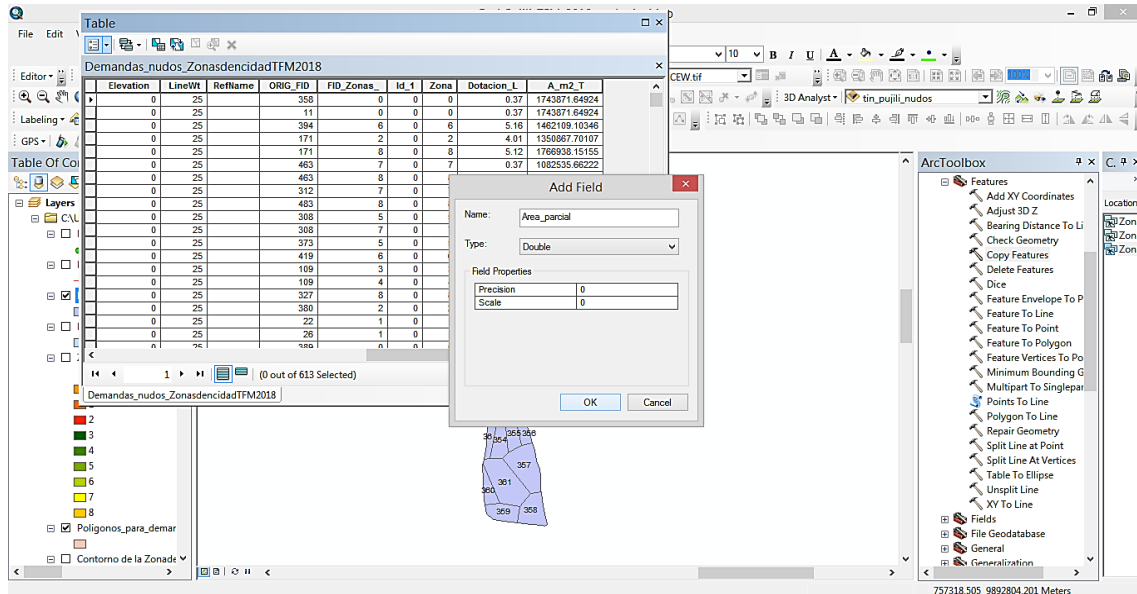 File Edit
Table
Demandas_nudos_ZonasdencidadTFM2018
Elevation LineWt RefName ORIG_FID FID_Zonas_ Id_1 Zona Dotacion_L A_m2_T
0 25 358 0 0 0 0.37 1743871.64924
0 25 11 0 0 0 0.37 1743871.64924
0 25 394 6 0 6 5.16 1462109.10346
0 25 171 2 0 2 4.01 1350867.70107
0 25 171 8 0 8 5.12 1766938.15155
0 25 463 7 0 7 0.37 1082535.66222
0 25 463 8 0
0 25 312 7 0
0 25 483 8 0
0 25 308 5 0
0 25 308 7 0
0 25 373 5 0
0 25 419 6 0
0 25 109 3 0
0 25 109 4 0
0 25 327 8 0
0 25 380 2 0
0 25 22 1 0
0 25 26 1 0
0 25 389 0 0
1 (0 out of 613 Selected)
Demandas_nudos_ZonasdencidadTFM2018
Add Field
Name: Area_parcial
Type: Double
Field Properties
Precision 0
Scale 0
OK Cancel
10 B I U A
CEW.tif 100%
3D Analyst tin_pujili_nudos
Editor
Labeling
GPS
Table Of Co
Layers
C:\U
2
3
4
5
6
7
8
Poligonos_para_demar
Contorno de la Zonade
36 354 355 356
357
361
360
359 358
ArcToolbox
Features
Add XY Coordinates
Adjust 3D Z
Bearing Distance To Li
Check Geometry
Copy Features
Delete Features
Dice
Feature Envelope To P
Feature To Line
Feature To Point
Feature To Polygon
Feature Vertices To Po
Minimum Bounding G
Multipart To Singlepar
Points To Line
Polygon To Line
Repair Geometry
Split Line at Point
Split Line At Vertices
Table To Ellipse
Unsplit Line
XY To Line
Fields
File Geodatabase
General
Generalization
C.
Location
Zon
Zon
Zon
757318.505 9892804.201 Meters